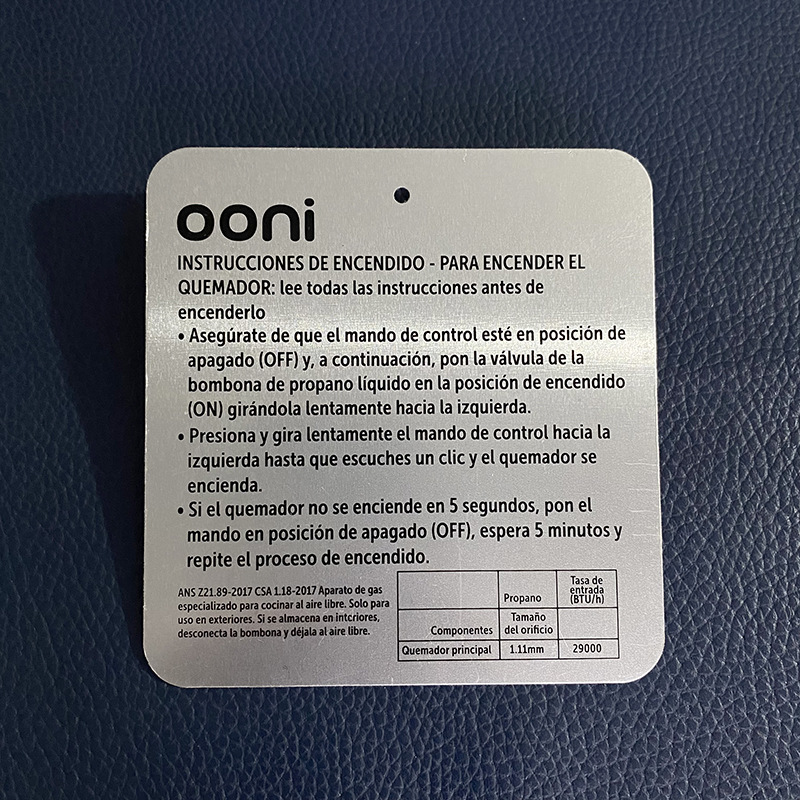 ooni
INSTRUCCIONES DE ENCENDIDO - PARA ENCENDER EL
QUEMADOR: lee todas las instrucciones antes de
encenderlo
• Asegúrate de que el mando de control esté en posición de
apagado (OFF) y, a continuación, pon la válvula de la
bombona de propano líquido en la posición de encendido
(ON) girándola lentamente hacia la izquierda.
• Presiona y gira lentamente el mando de control hacia la
izquierda hasta que escuches un clic y el quemador se
encienda.
• Si el quemador no se enciende en 5 segundos, pon el
mando en posición de apagado (OFF), espera 5 minutos y
repite el proceso de encendido.
ANS Z21.89-2017 CSA 1.18-2017 Aparato de gas
especializado para cocinar al aire libre. Solo para
uso en exteriores. Si se almacena en interiores,
desconecta la bombona y déjala al aire libre.
Propano
Tasa de
entrada
(BTU/h)
Componentes
Tamaño
del orificio
Quemador principal 1.11mm 29000